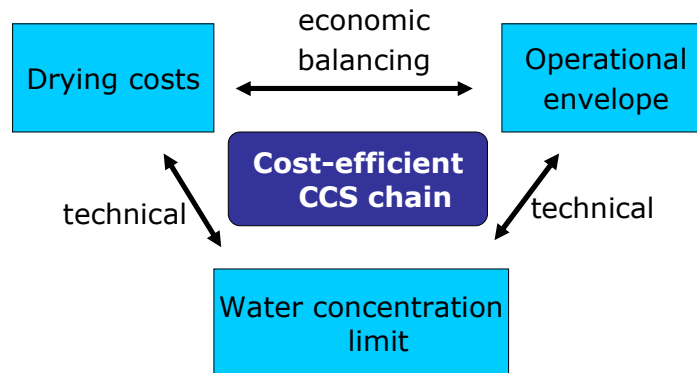 economic
balancing
Drying costs
Operational
envelope
Cost-efficient
CCS chain
technical
technical
Water concentration
limit